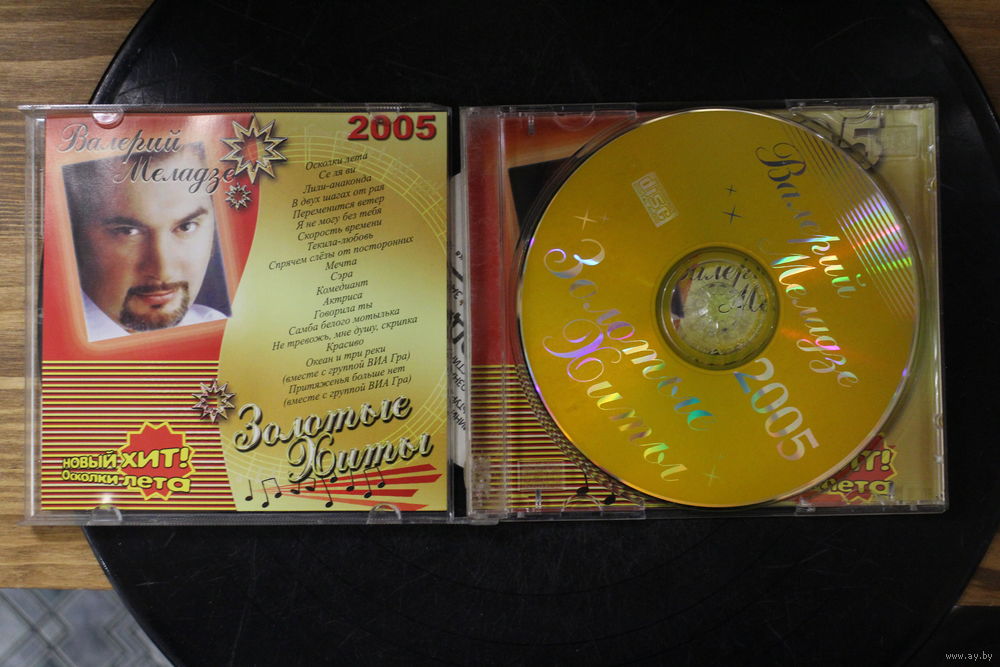 Валерий
Меладзе
2005
Осколки лета
Се ля ви
Лили-анаконда
В двух шагах от рая
Переменится ветер
Я не могу без тебя
Скорость времени
Текила-любовь
Спрячем слёзы от посторонних
Мечта
Сэра
Комедиант
Актриса
Говорила ты
Самба белого мотылька
Не тревожь, мне душу, скрипка
Красиво
Океан и три реки
(вместе с группой ВИА Гра)
Притяженья больше нет
(вместе с группой ВИА Гра)
Золотые
Хиты
НОВЫЙ ХИТ!
Осколки лета
disc
Валерий
Меладзе
Золотые
Хиты
2005
ХИТ!
лета
www.ay.by